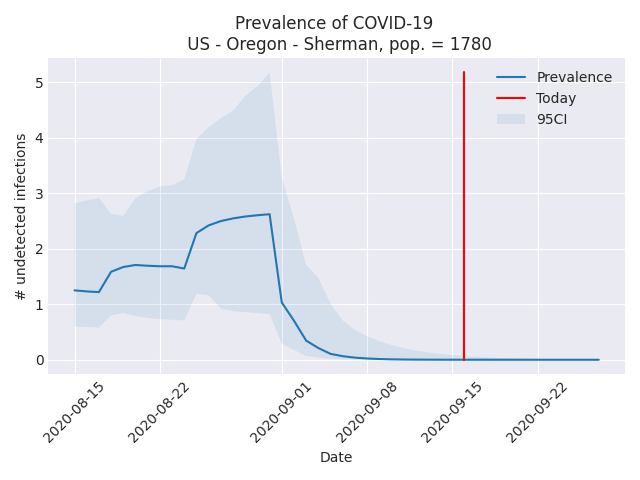 Prevalence of COVID-19
US - Oregon - Sherman, pop. = 1780
# undetected infections
5
4
3
2
1
0
Prevalence
Today
95CI
2020-08-15
2020-08-22
2020-09-01
2020-09-08
2020-09-15
2020-09-22
Date